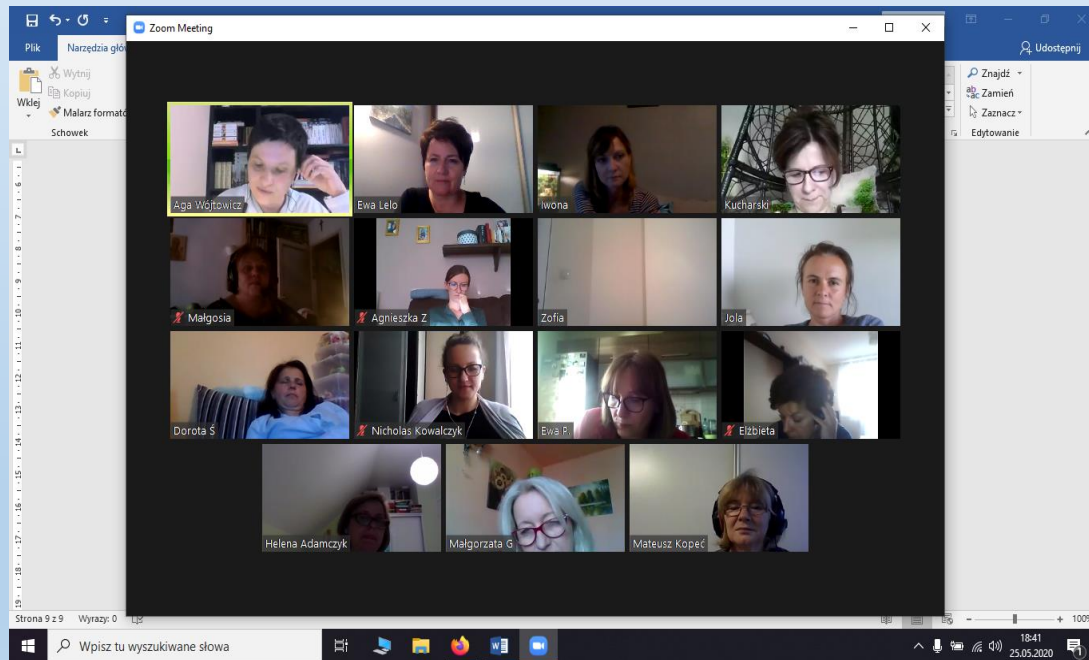 Zoom Meeting
Plik
Narzędzia głó
Udostępnij
Wklej
Wytnij
Kopiuj
Malarz formató
Schowek
Znajdź
Zamień
Zaznacz
Edytowanie
Aga Wójtowicz
Ewa Lelo
Iwona
Kucharski
Małgosia
Agnieszka Z
Zofia
Jola
Dorota Ś
Nicholas Kowalczyk
Ewa P.
Elżbieta
Helena Adamczyk
Małgorzata G
Mateusz Kopeć
Strona 9 z 9 Wyrazy: 0
100%
Wpisz tu wyszukiwane słowa
18:41
25.05.2020